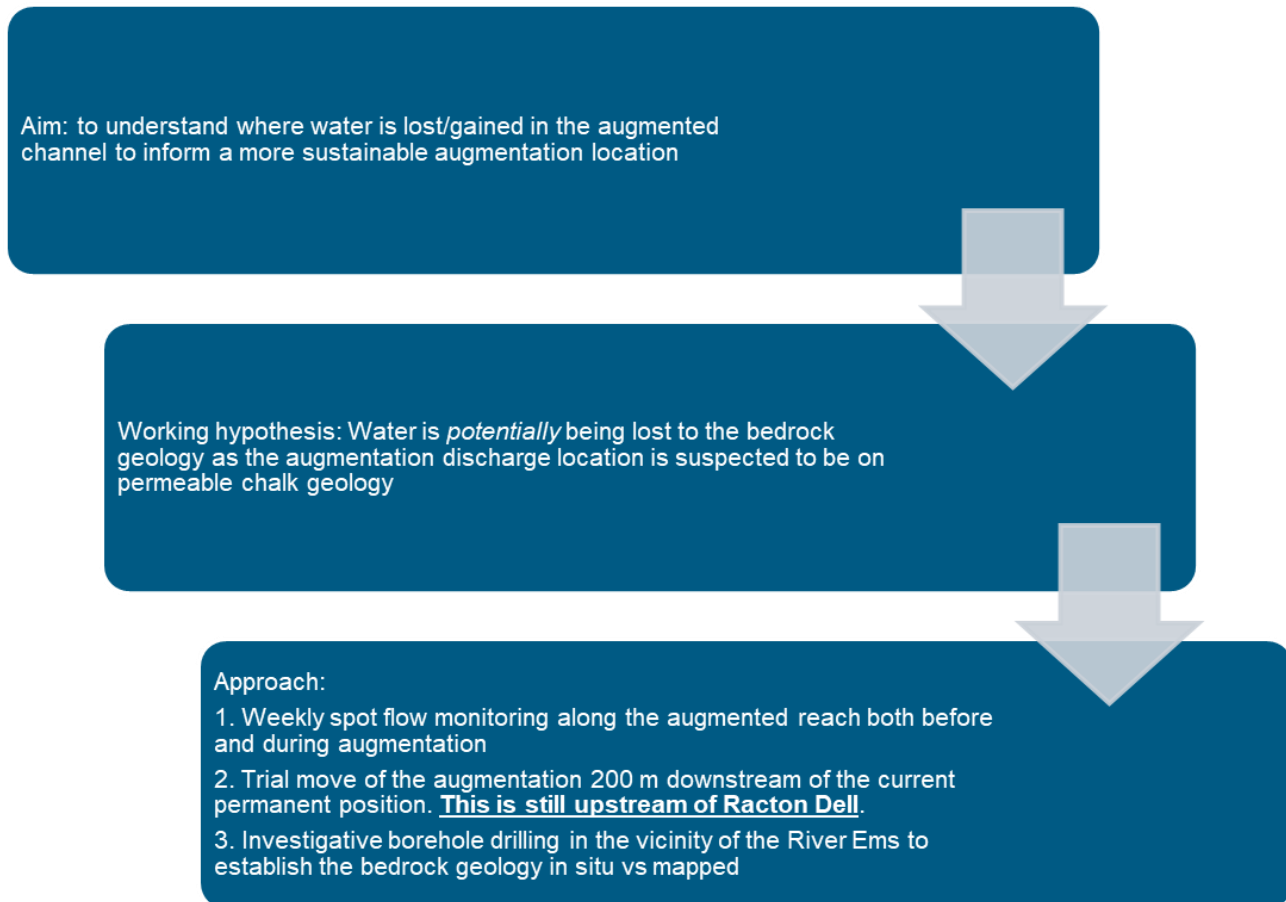 Aim: to understand where water is lost/gained in the augmented
channel to inform a more sustainable augmentation location
Working hypothesis: Water is potentially being lost to the bedrock
geology as the augmentation discharge location is suspected to be on
permeable chalk geology
Approach:
1. Weekly spot flow monitoring along the augmented reach both before
and during augmentation
2. Trial move of the augmentation 200 m downstream of the current
permanent position. This is still upstream of Racton Dell.
3. Investigative borehole drilling in the vicinity of the River Ems to
establish the bedrock geology in situ vs mapped